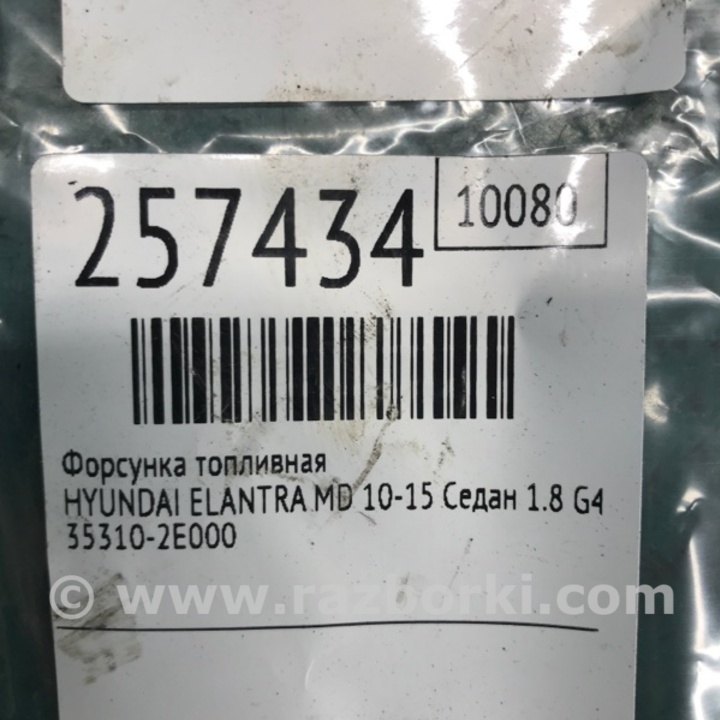 257434
10080
Форсунка топливная
HYUNDAI ELANTRA MD 10-15 Седан 1.8 G4
35310-2E000
© www.razborki.com